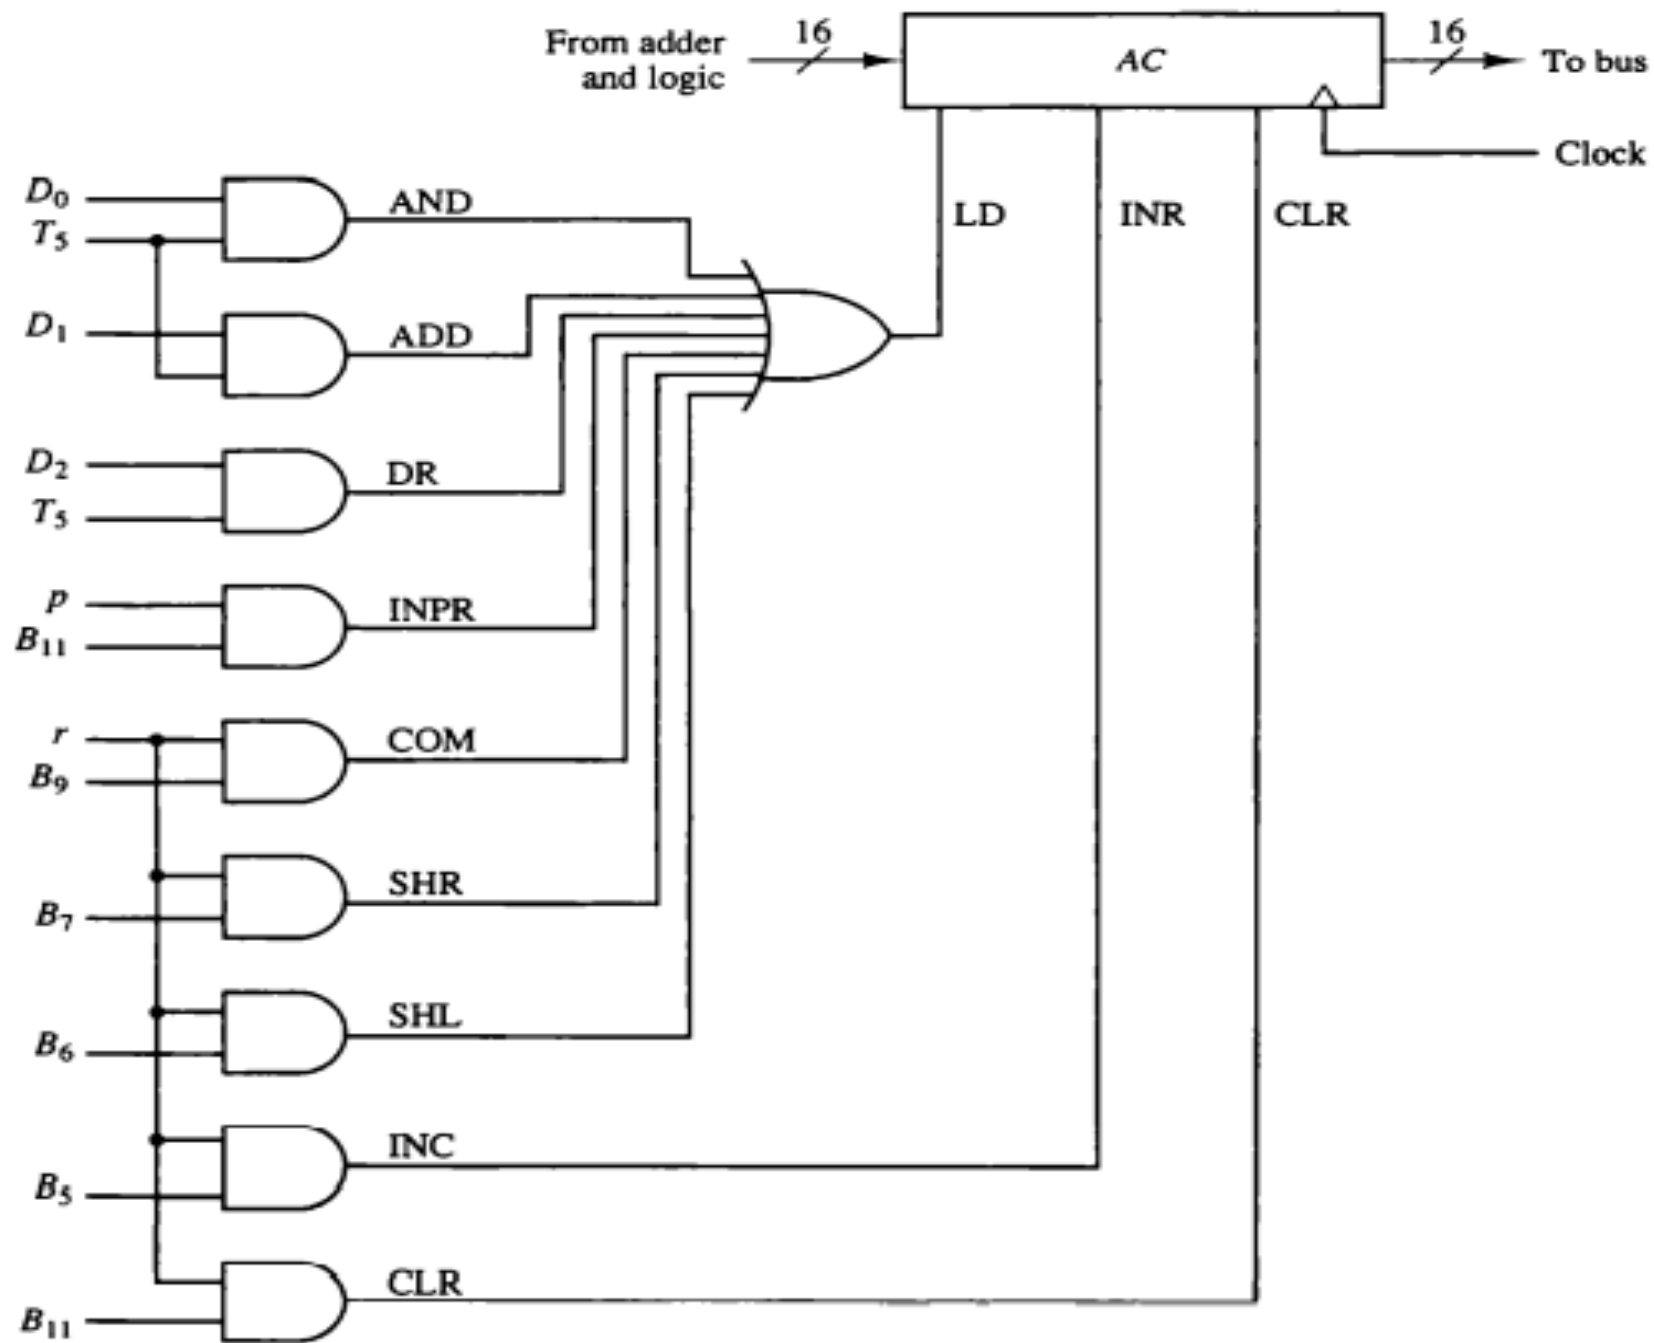 From adder
and logic
16
AC
16
To bus
Clock
LD
INR
CLR
D₀
T₅
AND
D₁
ADD
D₂
T₅
DR
p
B₁₁
INPR
r
B₉
COM
B₇
SHR
B₆
SHL
B₅
INC
B₁₁
CLR